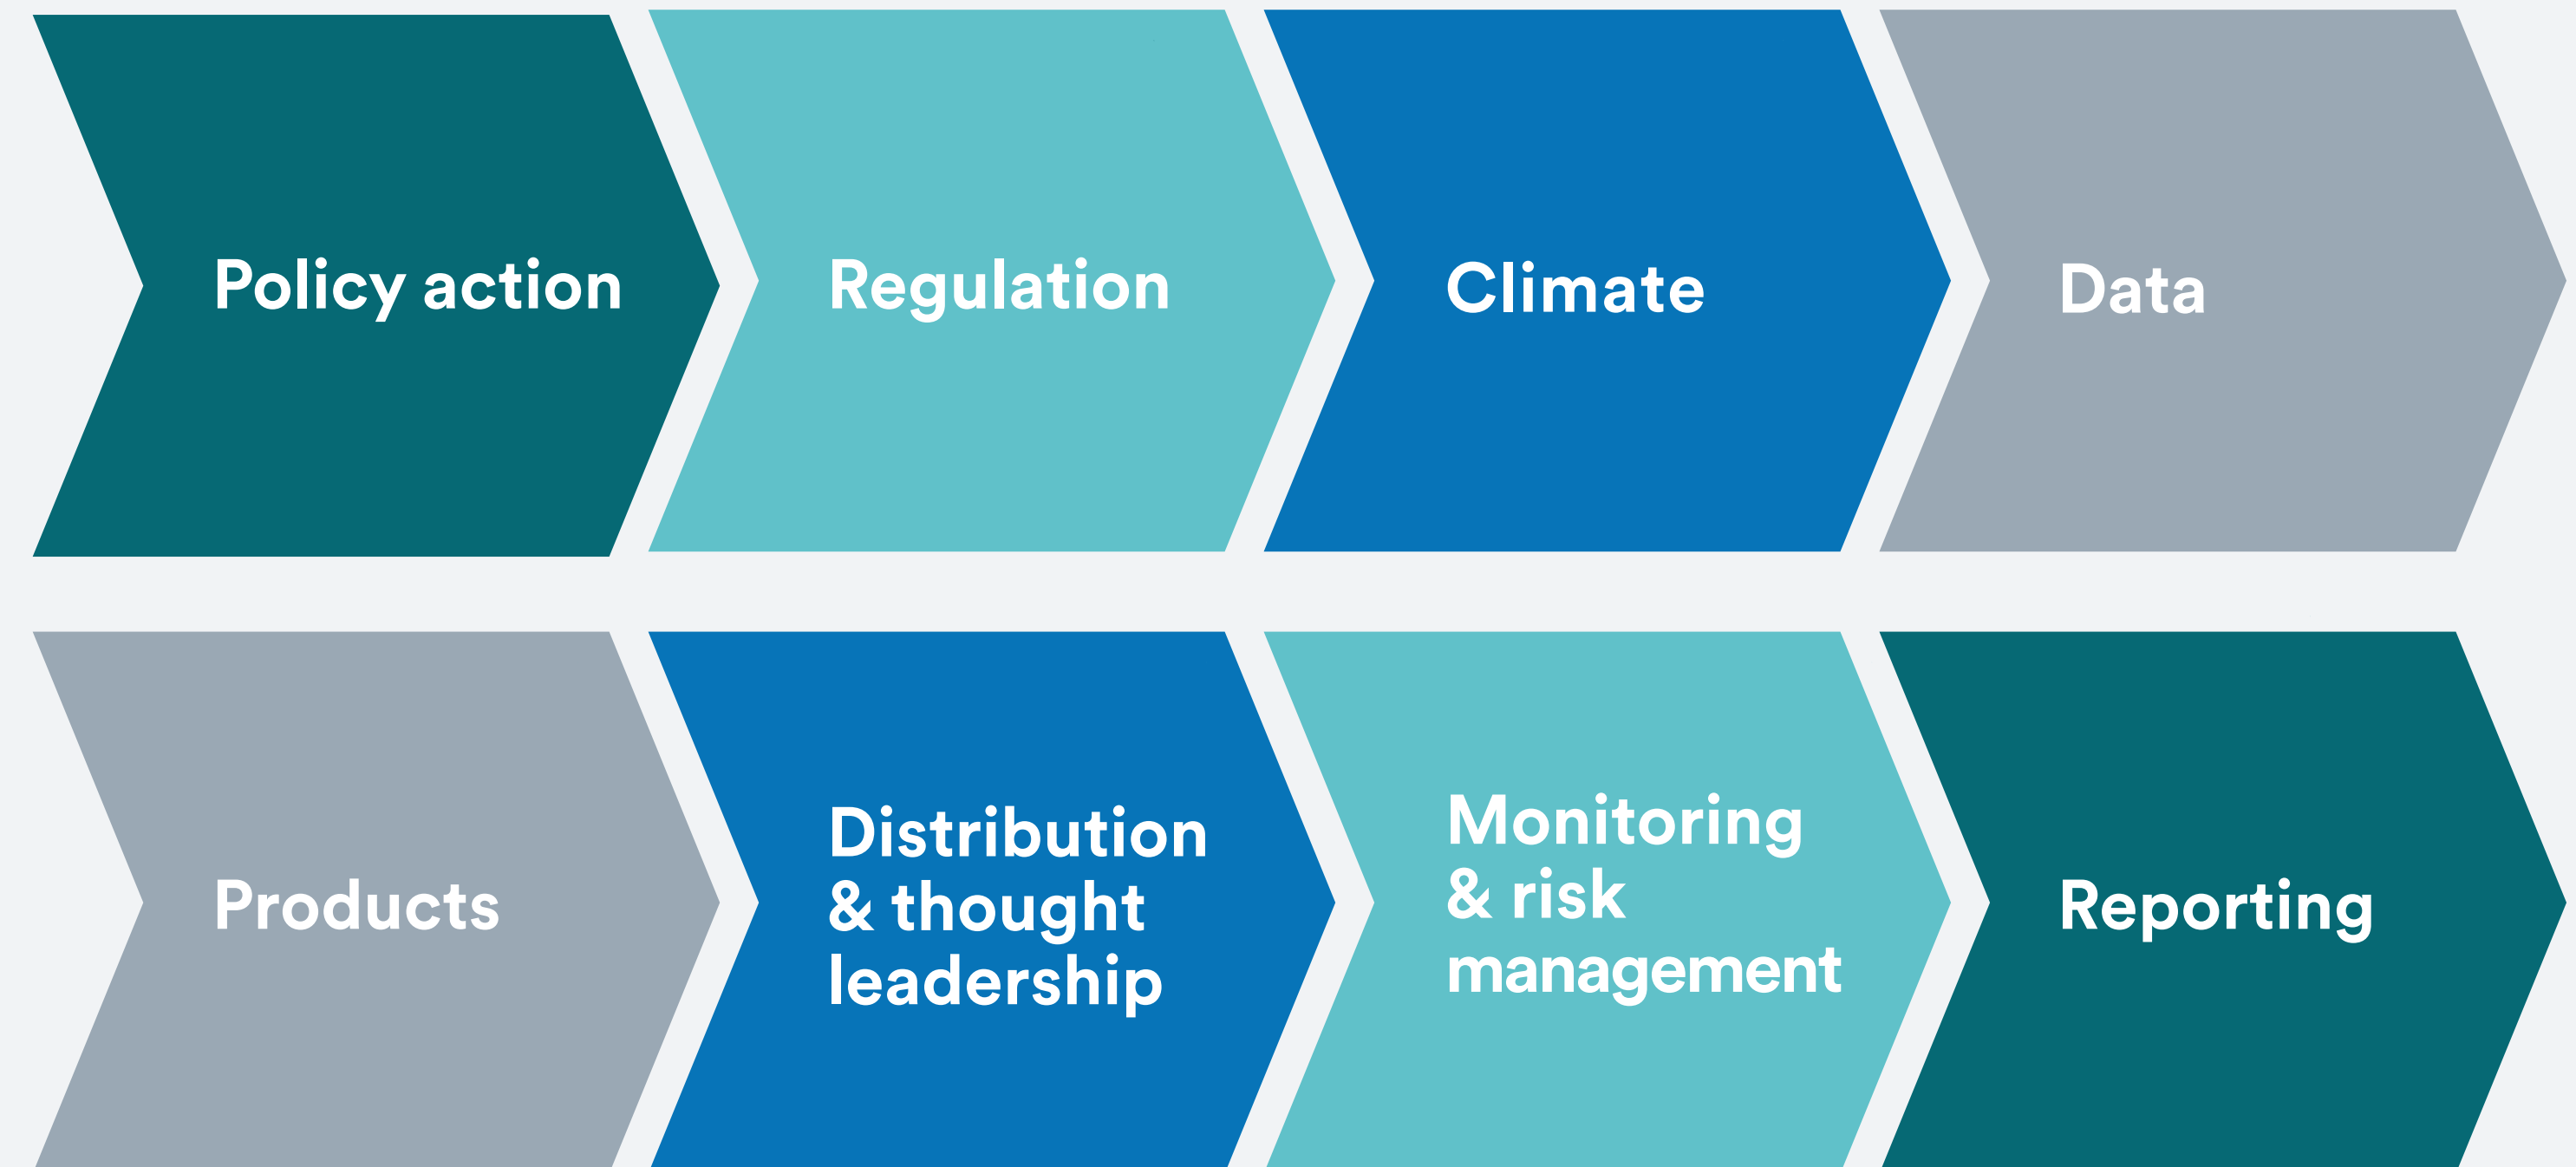 Policy action
Regulation
Climate
Data
Products
Distribution
& thought
leadership
Monitoring
& risk
management
Reporting